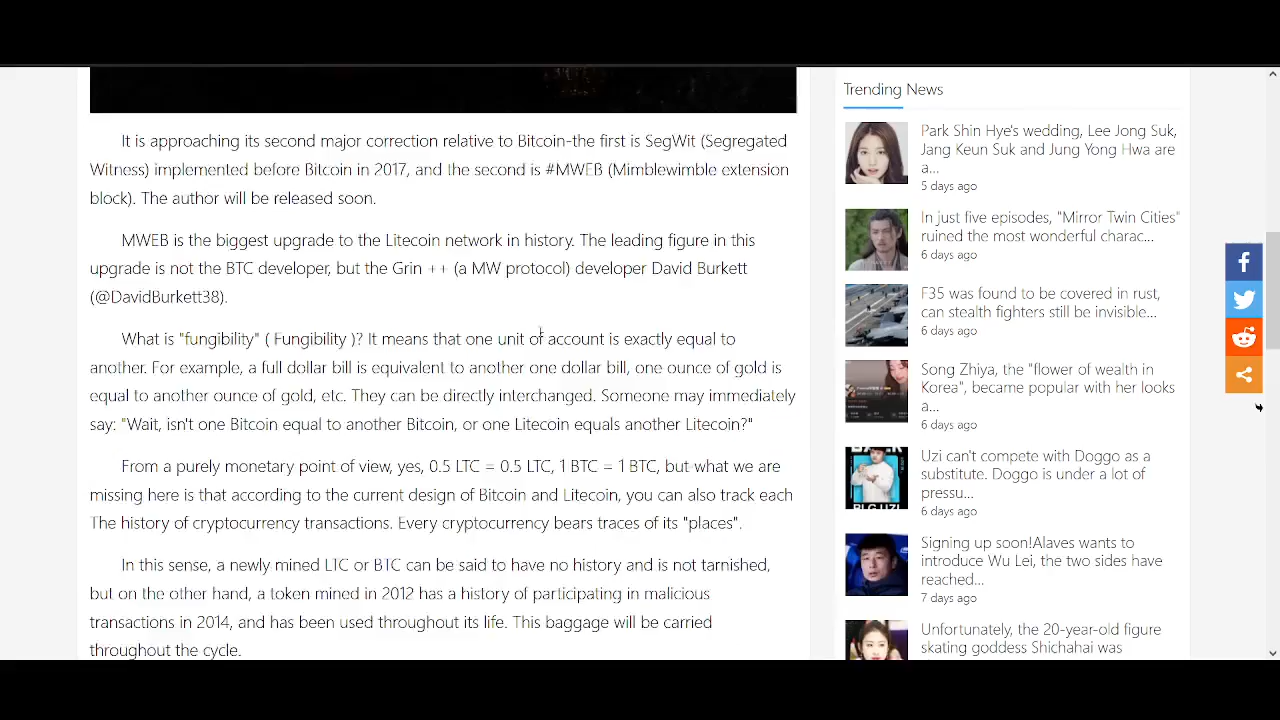 It is approaching its second major correction relative to Bitcoin-the first is SegWit (Segregated
Witness) implemented before Bitcoin in 2017, and the second is #MWEB (Mimblewimble extension
block). The author will be released soon.
MWEB is the biggest upgrade to the Litecoin network in history. The leading figure in this
upgrade is not the BTC developer, but the Grin ++ (a MW protocol) developer David Burkett
(@DavidBurkett38).
What is "fungibility" ( Fungibility )? It means that one unit of account is exactly equal to
another. For example, a full dollar bill is equivalent to another one dollar bill, one ounce of gold is
equal to another ounce of gold. They can be perfectly interchanged. Someone may immediately
say: "Well, one BTC is also equal to another BTC, and one Litecoin equals another Litecoin?"
From a purely monetary point of view, yes, 0.5 LTC = 0.5 LTC, 1 BTC = 1 BTC, but what we are
missing here is that according to the current design of Bitcoin and Litecoin, you can also track each
The history of cryptocurrency transactions. Every cryptocurrency bears traces of its "places".
In this sense, a newly mined LTC or BTC can be said to have no history and is not tarnished,
but on the other hand, a token mined in 2012 has a history of participating in malicious
transactions in 2014, and has been used throughout its life. This baggage will be carried
throughout the cycle.
Trending News
Park Shin Hye's wedding, Lee Jong Suk,
Jang Keun Suk and Jung Yong Hwa are
a...
5 days ago
In just five episodes, "Mirror Twin Cities"
ruined the most wonderful charac...
6 days ago
F35 was found to be covered in rust,
can stealth fighters still be invisible...
6 days ago
Song Zhiya, the "flower of wealth in
Korea", became popular with her looks
a...
6 days ago
Uzi can't compete with Doggo as a
substitute. Doggo is under a lot of
pressu...
6 days ago
Signing up soon!Alaves wants to
introduce Wu Lei, the two sides have
reached...
7 days ago
Unfortunately, the 20-year-old figure
skating goddess Shichahai was